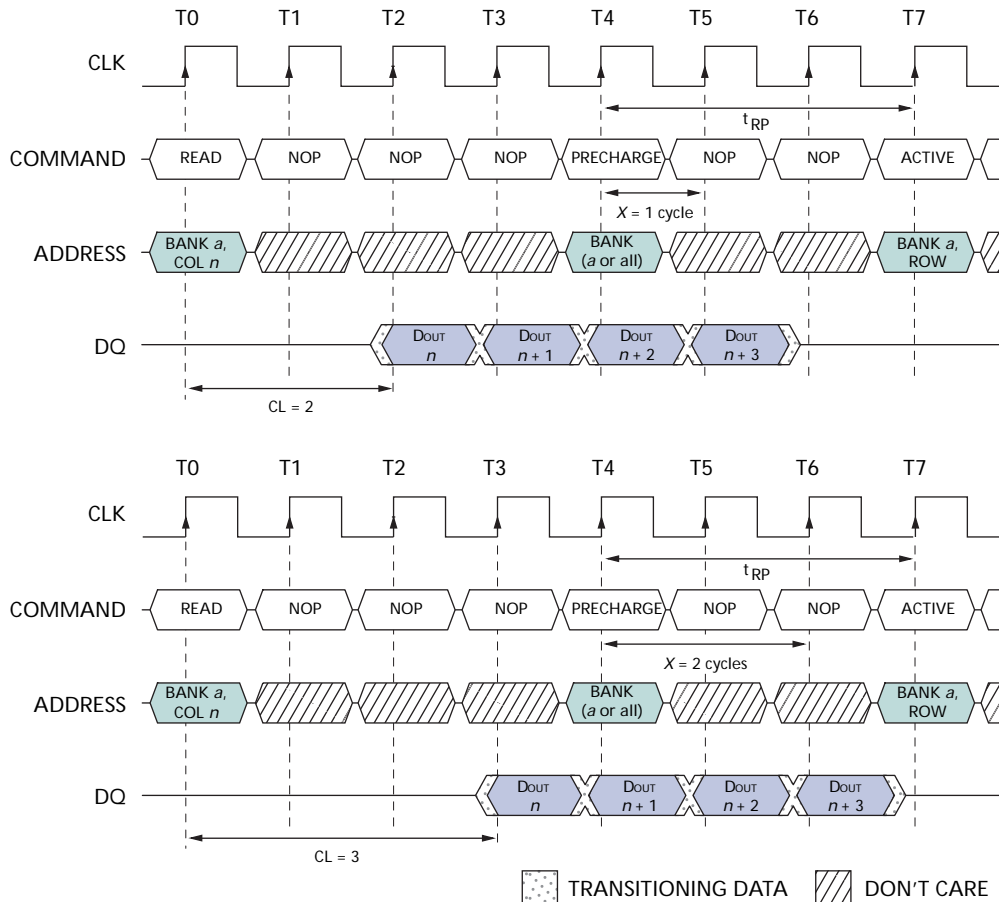 T0 T1 T2 T3 T4 T5 T6 T7
CLK
tRP
COMMAND READ NOP NOP NOP PRECHARGE NOP NOP ACTIVE
X = 1 cycle
ADDRESS BANK a, COL n BANK (a or all) BANK a, ROW
DQ DOUT n DOUT n + 1 DOUT n + 2 DOUT n + 3
CL = 2
T0 T1 T2 T3 T4 T5 T6 T7
CLK
tRP
COMMAND READ NOP NOP NOP PRECHARGE NOP NOP ACTIVE
X = 2 cycles
ADDRESS BANK a, COL n BANK (a or all) BANK a, ROW
DQ DOUT n DOUT n + 1 DOUT n + 2 DOUT n + 3
CL = 3
TRANSITIONING DATA DON'T CARE